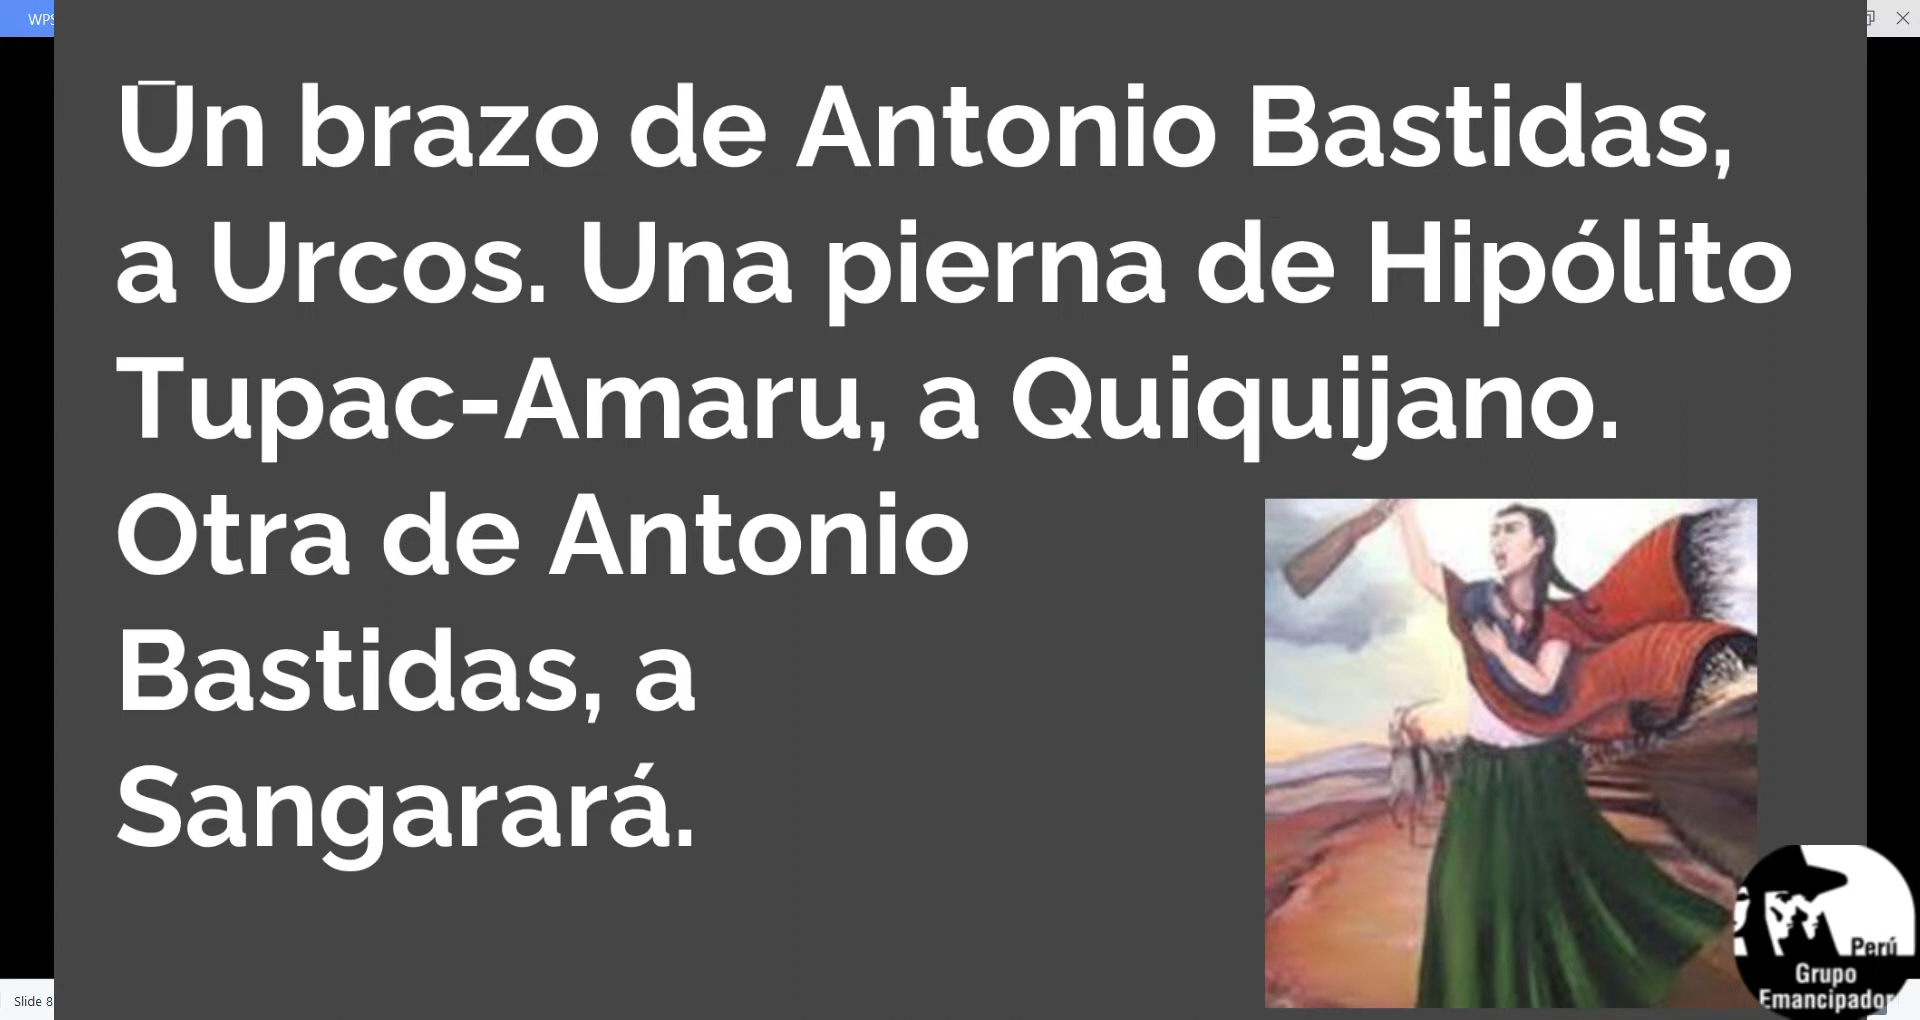 WPS
Un brazo de Antonio Bastidas,
a Urcos. Una pierna de Hipólito
Tupac-Amaru, a Quiquijano.
Otra de Antonio
Bastidas, a
Sangarará.
Perú
Grupo
Emancipador
Slide 8